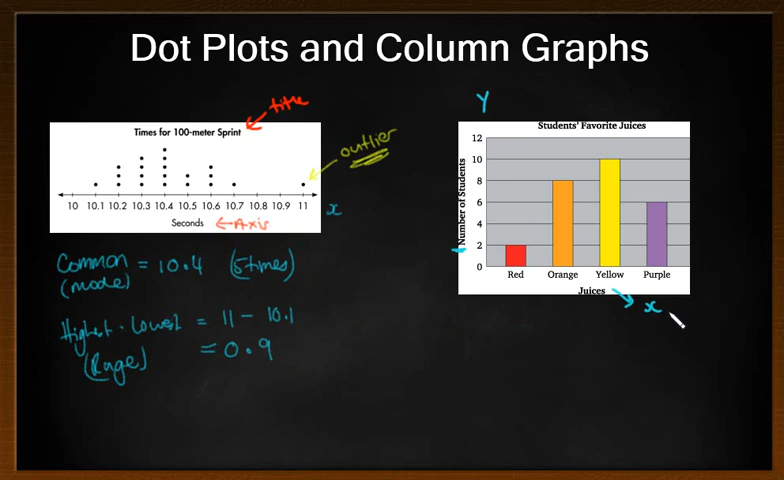 Dot Plots and Column Graphs
title
Times for 100-meter Sprint
outlier
10 10.1 10.2 10.3 10.4 10.5 10.6 10.7 10.8 10.9 11
Seconds
Axis
x
Common = 10.4 (5 times)
(mode)
Highest - Lowest = 11 - 10.1
(Rage) = 0.9
Y
Students' Favorite Juices
Number of Students
12
10
8
6
4
2
0
Red Orange Yellow Purple
Juices
x